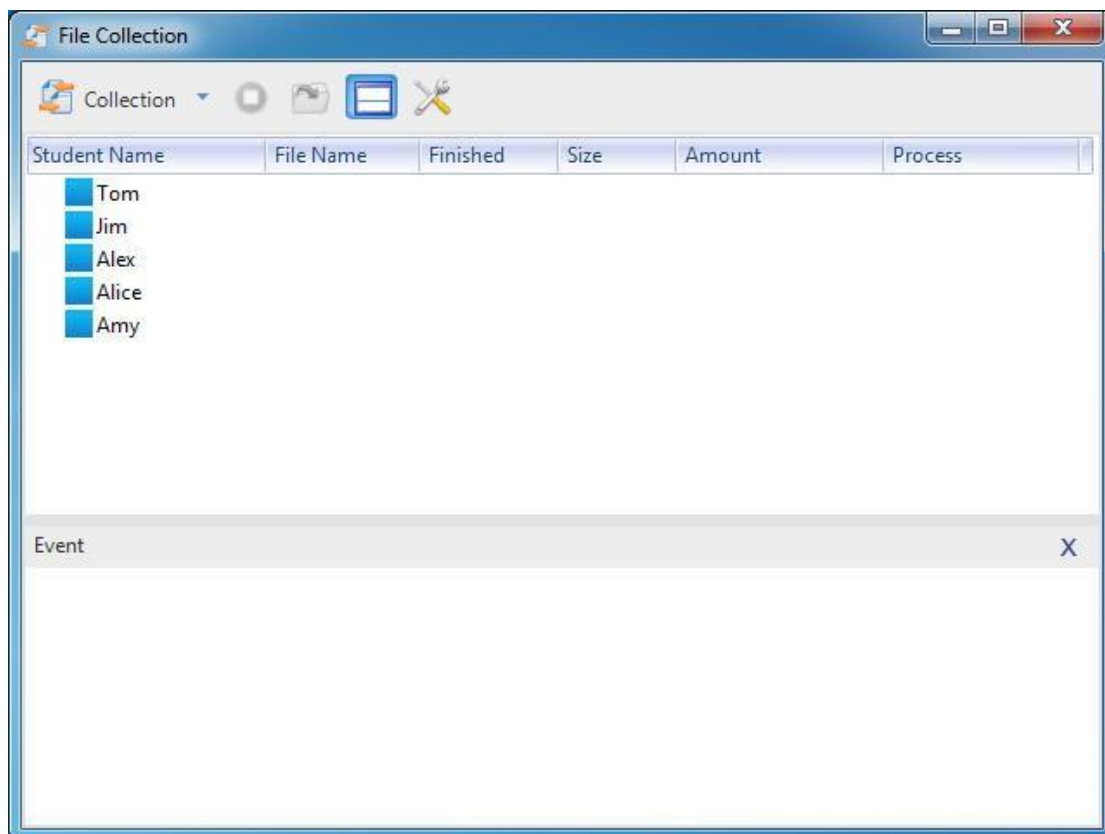 File Collection
Collection
Student Name File Name Finished Size Amount Process
Tom
Jim
Alex
Alice
Amy
Event X